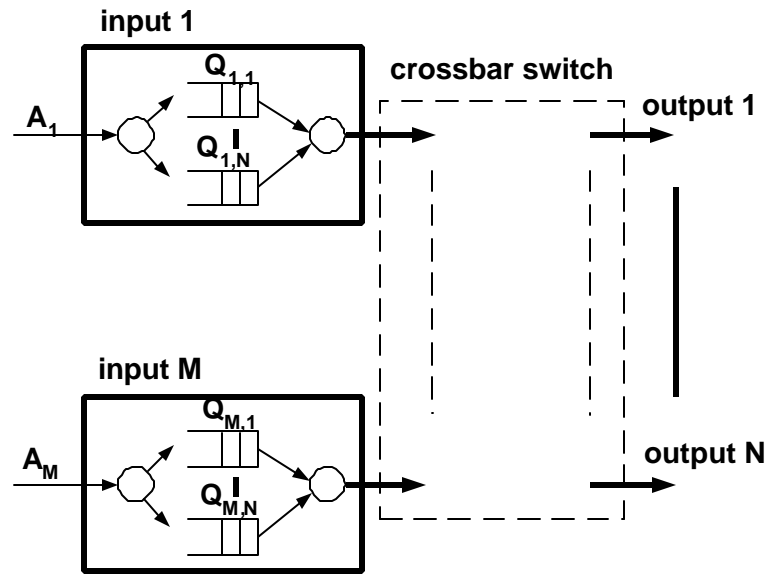 input 1
crossbar switch
output 1
A1
Q1,1
Q1,N
input M
output N
AM
QM,1
QM,N